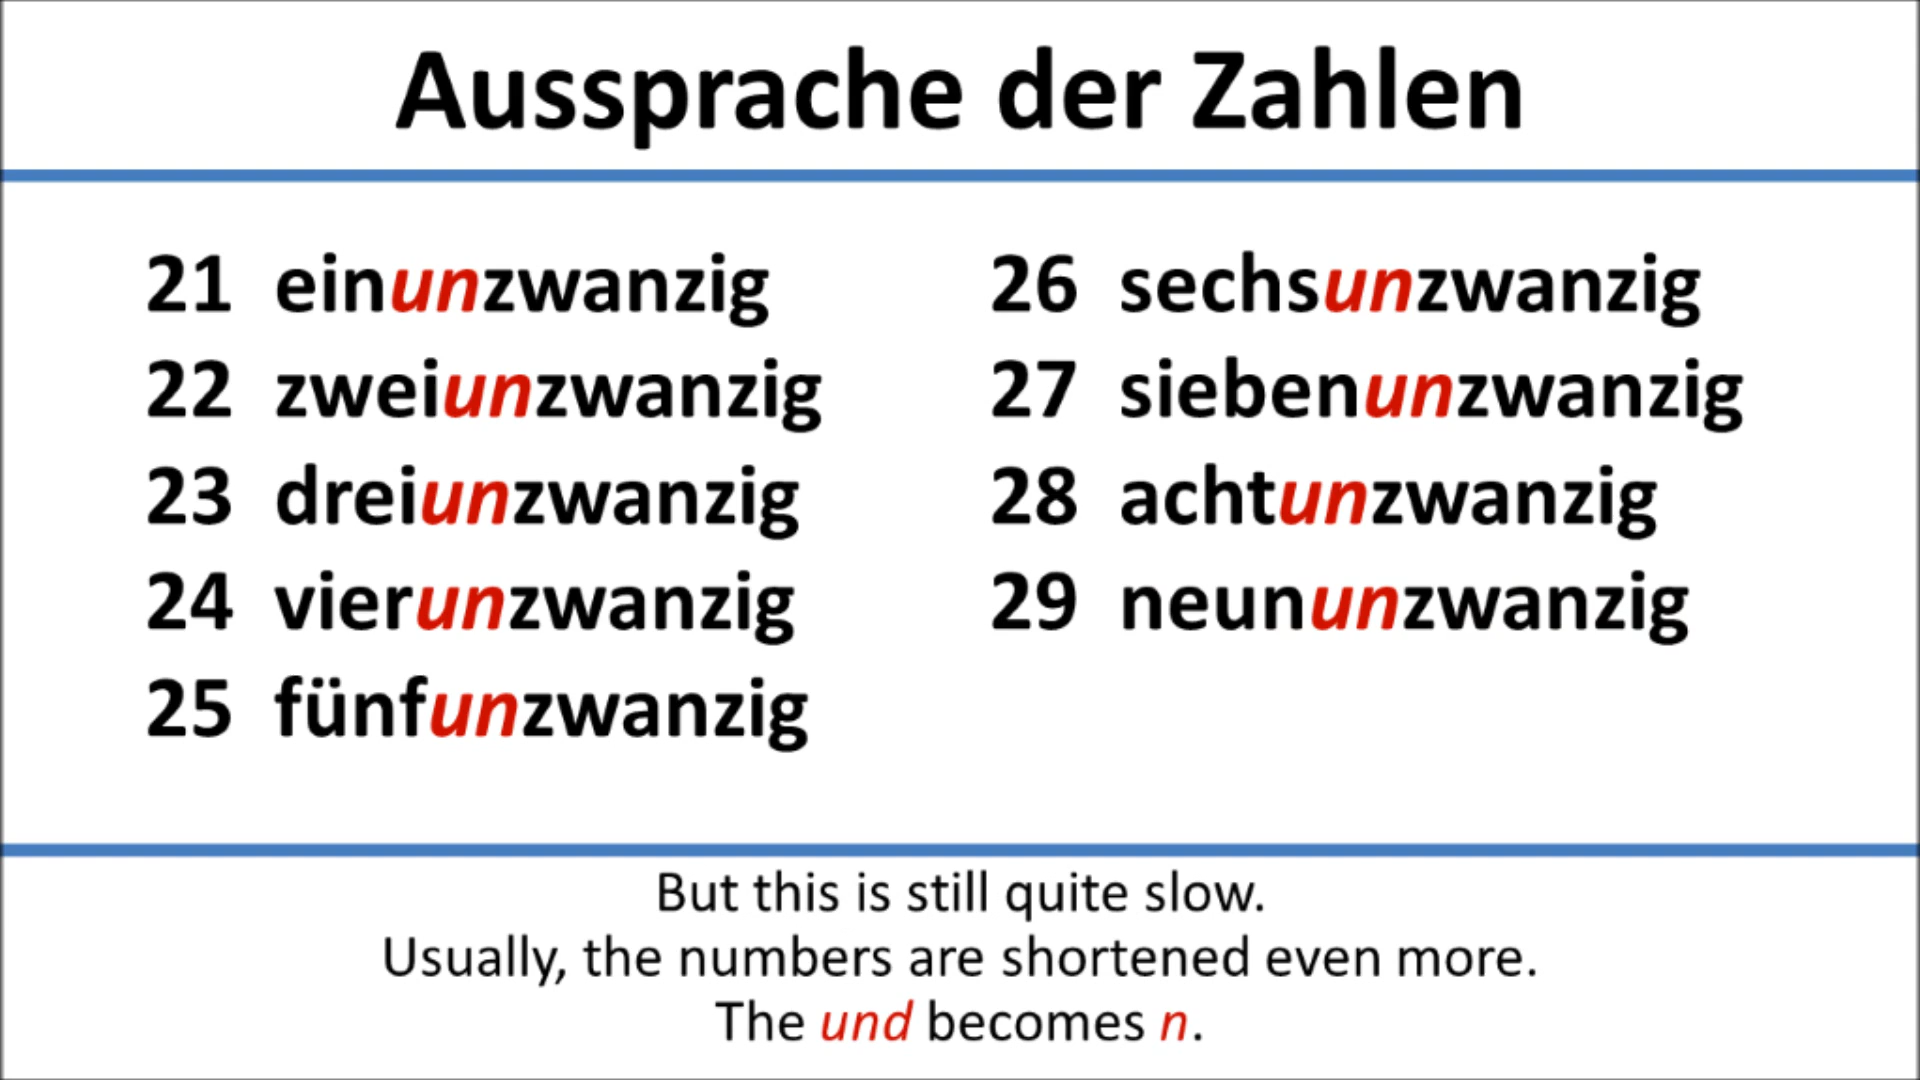 Aussprache der Zahlen
21 einunzwanzig
22 zweiunzwanzig
23 dreiunzwanzig
24 vierunzwanzig
25 fünfunzwanzig
26 sechsunzwanzig
27 siebenunzwanzig
28 achtunzwanzig
29 neununzwanzig
But this is still quite slow.
Usually, the numbers are shortened even more.
The und becomes n.